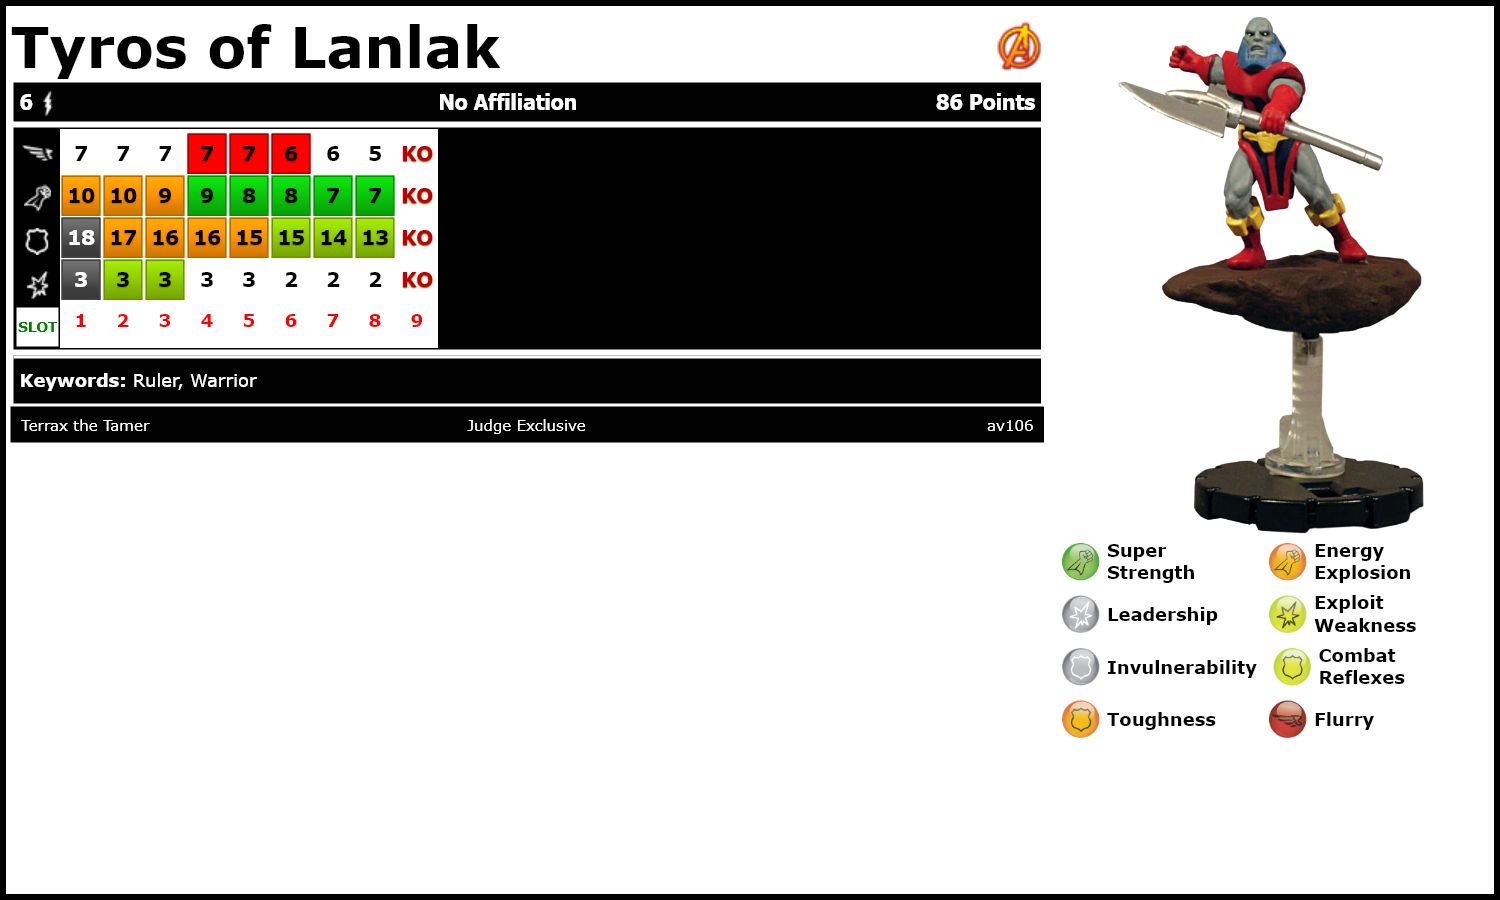 Tyros of Lanlak
6 No Affiliation 86 Points
7 7 7 7 7 6 6 5 KO
10 10 9 9 8 8 7 7 KO
18 17 16 16 15 15 14 13 KO
3 3 3 3 3 2 2 2 KO
SLOT 1 2 3 4 5 6 7 8 9
Keywords: Ruler, Warrior
Terrax the Tamer Judge Exclusive av106
Super
Strength
Energy
Explosion
Leadership
Exploit
Weakness
Invulnerability
Combat
Reflexes
Toughness
Flurry